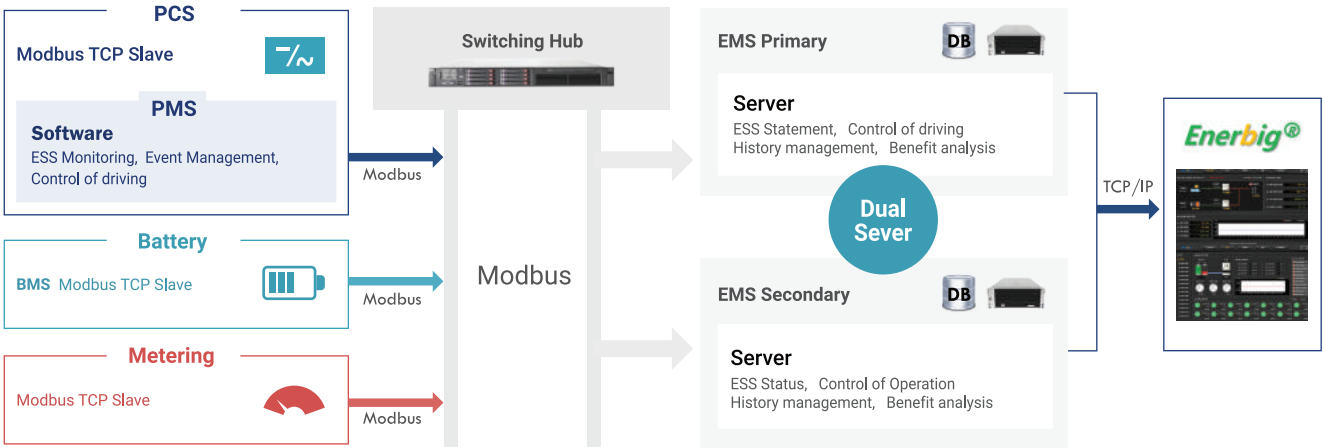 PCS
Modbus TCP Slave
PMS
Software
ESS Monitoring, Event Management,
Control of driving
Modbus
Battery
BMS Modbus TCP Slave
Modbus
Metering
Modbus TCP Slave
Modbus
Switching Hub
Modbus
EMS Primary
DB
Server
ESS Statement, Control of driving
History management, Benefit analysis
Dual
Sever
EMS Secondary
DB
Server
ESS Status, Control of Operation
History management, Benefit analysis
TCP/IP
Enerbig®